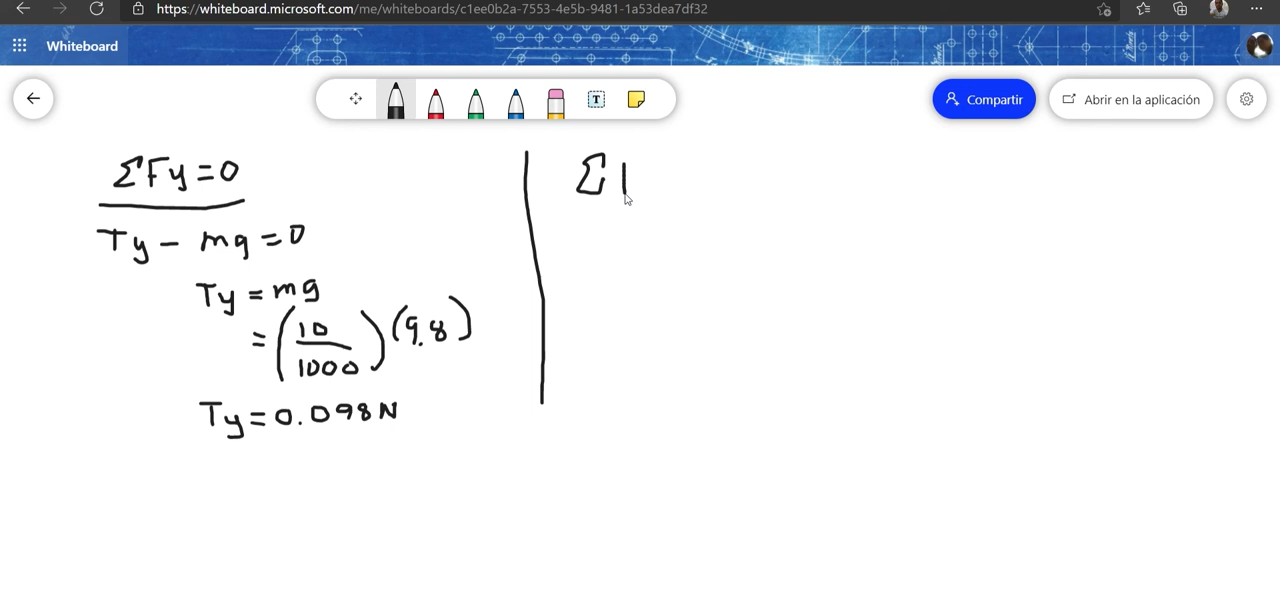 https://whiteboard.microsoft.com/me/whiteboards/c1ee0b2a-7553-4e5b-9481-1a53dea7df32
Whiteboard
T
Compartir
Abrir en la aplicación
ΣFy=0
Ty - mg = 0
Ty = mg
= (10/1000)(9.8)
Ty = 0.098N
Σ